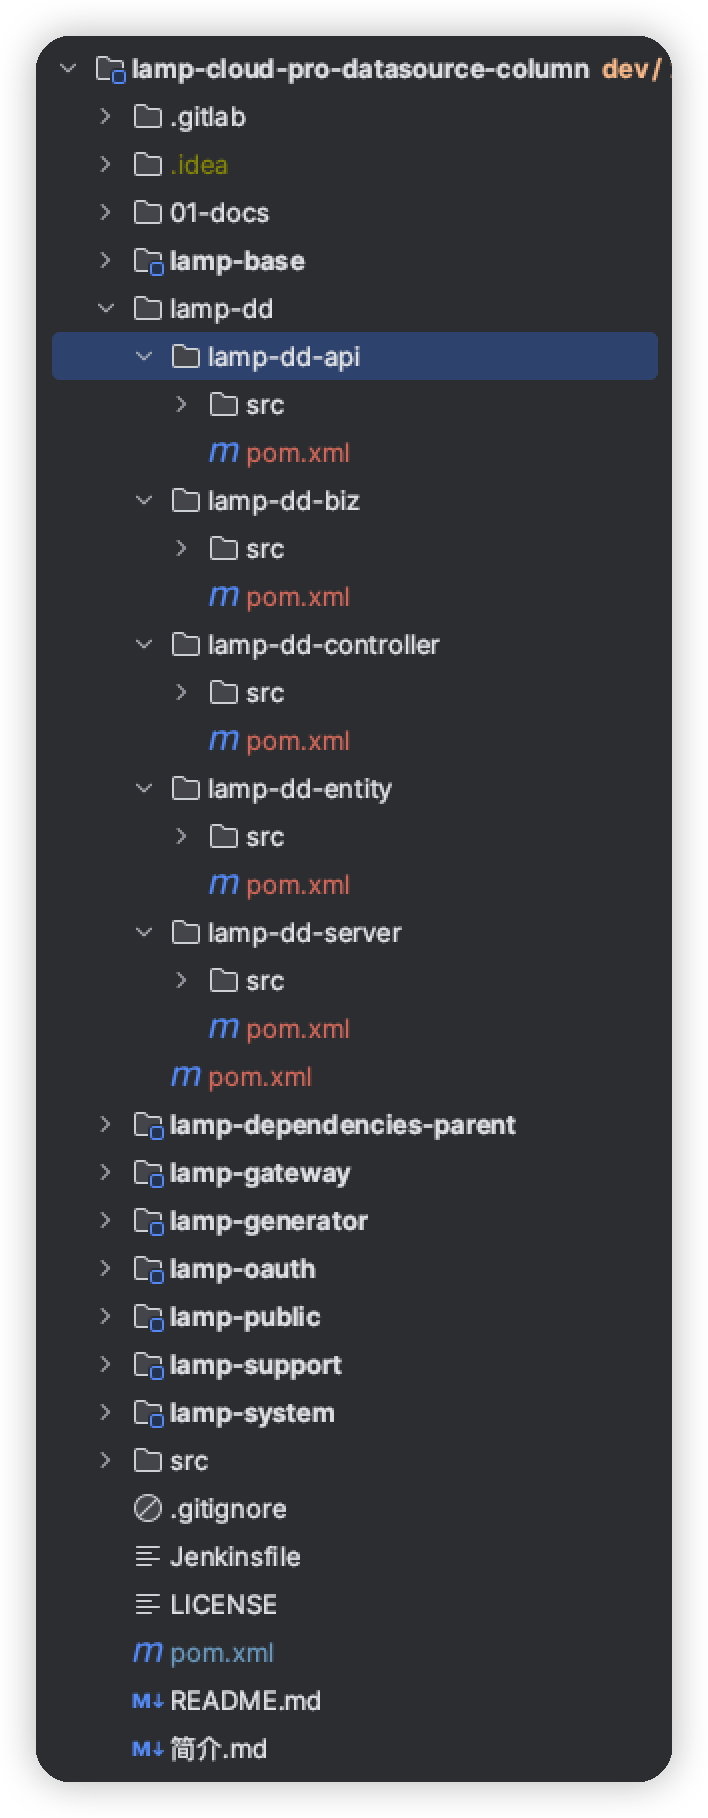 lamp-cloud-pro-datasource-column dev/
.gitlab
.idea
01-docs
lamp-base
lamp-dd
lamp-dd-api
src
m pom.xml
lamp-dd-biz
src
m pom.xml
lamp-dd-controller
src
m pom.xml
lamp-dd-entity
src
m pom.xml
lamp-dd-server
src
m pom.xml
m pom.xml
lamp-dependencies-parent
lamp-gateway
lamp-generator
lamp-oauth
lamp-public
lamp-support
lamp-system
src
.gitignore
Jenkinsfile
LICENSE
m pom.xml
M↓ README.md
M↓ 简介.md